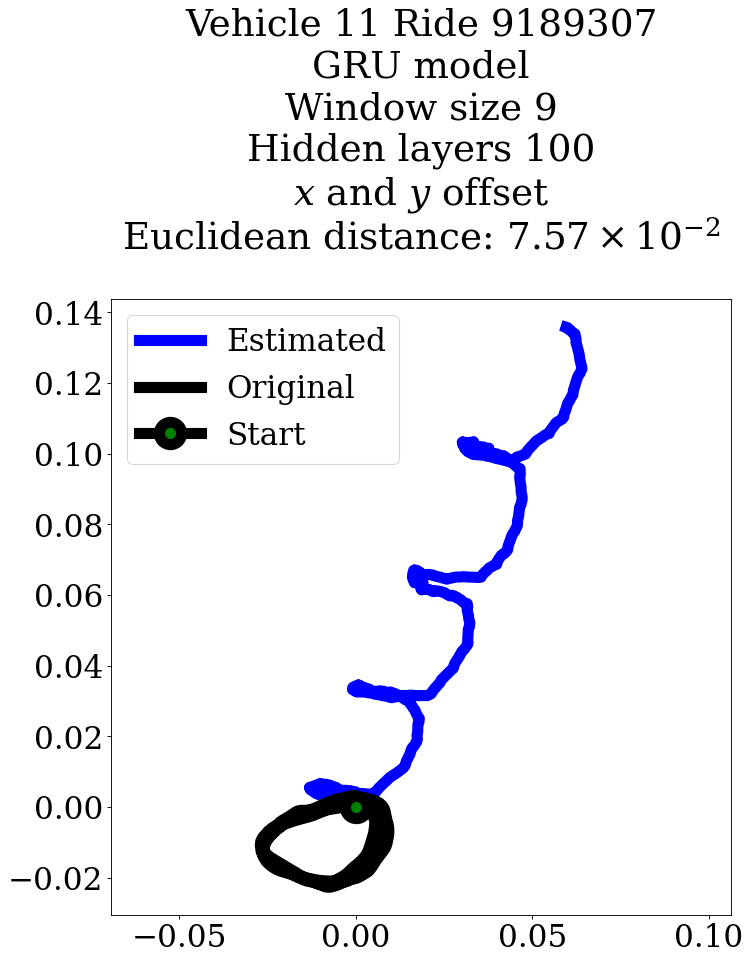 Vehicle 11 Ride 9189307
GRU model
Window size 9
Hidden layers 100
x and y offset
Euclidean distance: 7.57 × 10⁻²
0.14
0.12
0.10
0.08
0.06
0.04
0.02
0.00
−0.02
Estimated
Original
Start
−0.05
0.00
0.05
0.10